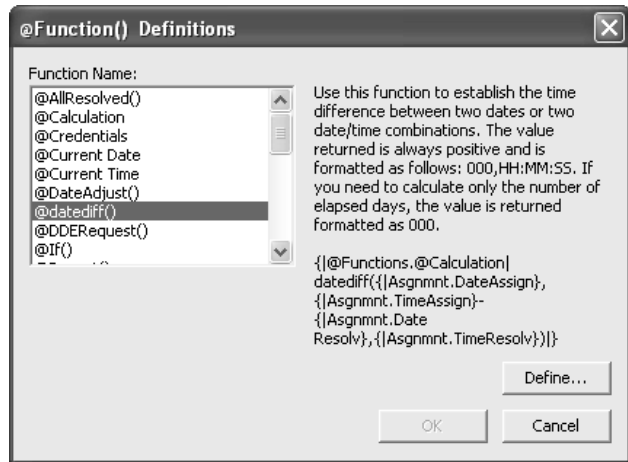 @Function() Definitions
Function Name:
@AllResolved()
@Calculation
@Credentials
@Current Date
@Current Time
@DateAdjust()
@datediff()
@DDERequest()
@If()
Use this function to establish the time
difference between two dates or two
date/time combinations. The value
returned is always positive and is
formatted as follows: 000,HH:MM:SS. If
you need to calculate only the number of
elapsed days, the value is returned
formatted as 000.
{|@Functions.@Calculation|
datediff({|Asgnmnt.DateAssign},
{|Asgnmnt.TimeAssign}-
{|Asgnmnt.Date
Resolv},{|Asgnmnt.TimeResolv})|}
Define...
OK
Cancel